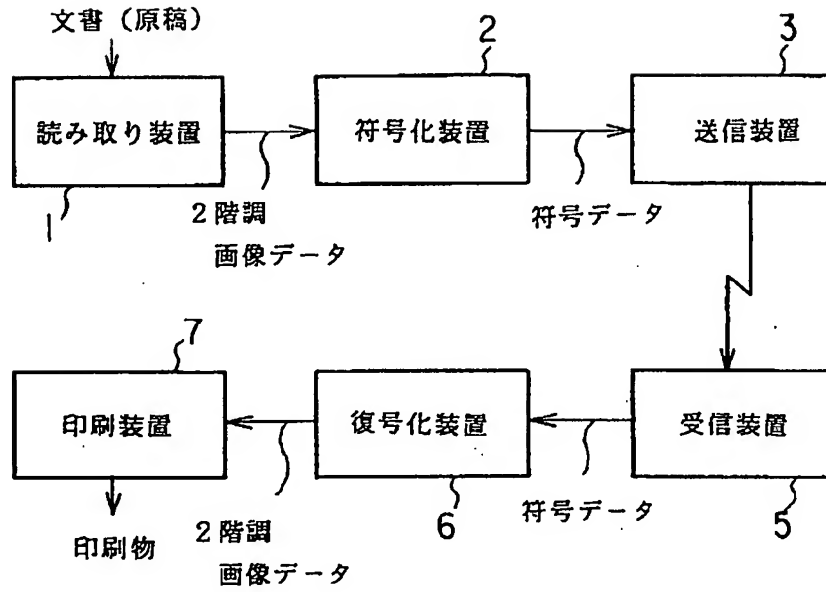 文書（原稿）
2
3
読み取り装置
符号化装置
送信装置
1
2階調
画像データ
符号データ
7
印刷装置
復号化装置
受信装置
印刷物
2階調
画像データ
6
符号データ
5